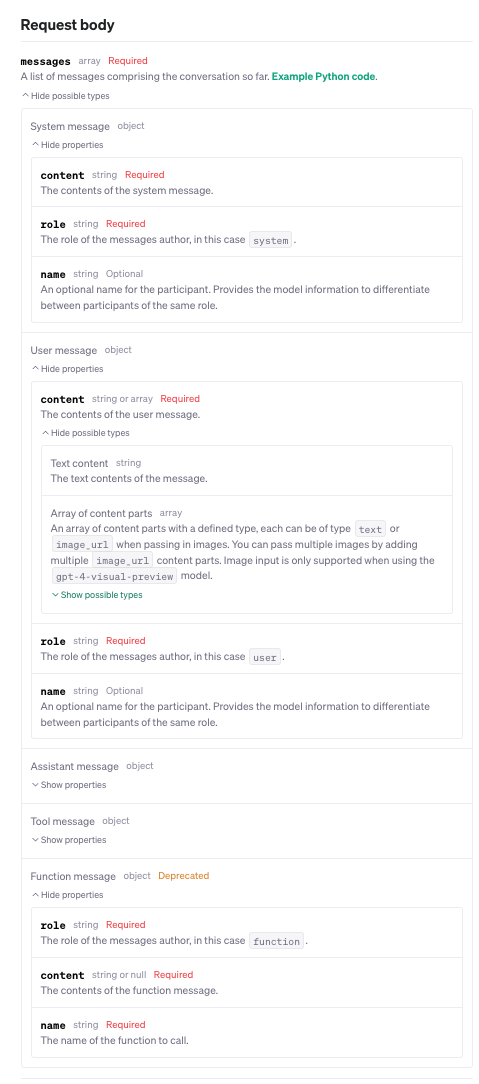 Request body
messages array Required
A list of messages comprising the conversation so far. Example Python code.
Hide possible types
System message object
Hide properties
content string Required
The contents of the system message.
role string Required
The role of the messages author, in this case system.
name string Optional
An optional name for the participant. Provides the model information to differentiate
between participants of the same role.
User message object
Hide properties
content string or array Required
The contents of the user message.
Hide possible types
Text content string
The text contents of the message.
Array of content parts array
An array of content parts with a defined type, each can be of type text or
image_url when passing in images. You can pass multiple images by adding
multiple image_url content parts. Image input is only supported when using the
gpt-4-visual-preview model.
Show possible types
role string Required
The role of the messages author, in this case user.
name string Optional
An optional name for the participant. Provides the model information to differentiate
between participants of the same role.
Assistant message object
Show properties
Tool message object
Show properties
Function message object Deprecated
Hide properties
role string Required
The role of the messages author, in this case function.
content string or null Required
The contents of the function message.
name string Required
The name of the function to call.